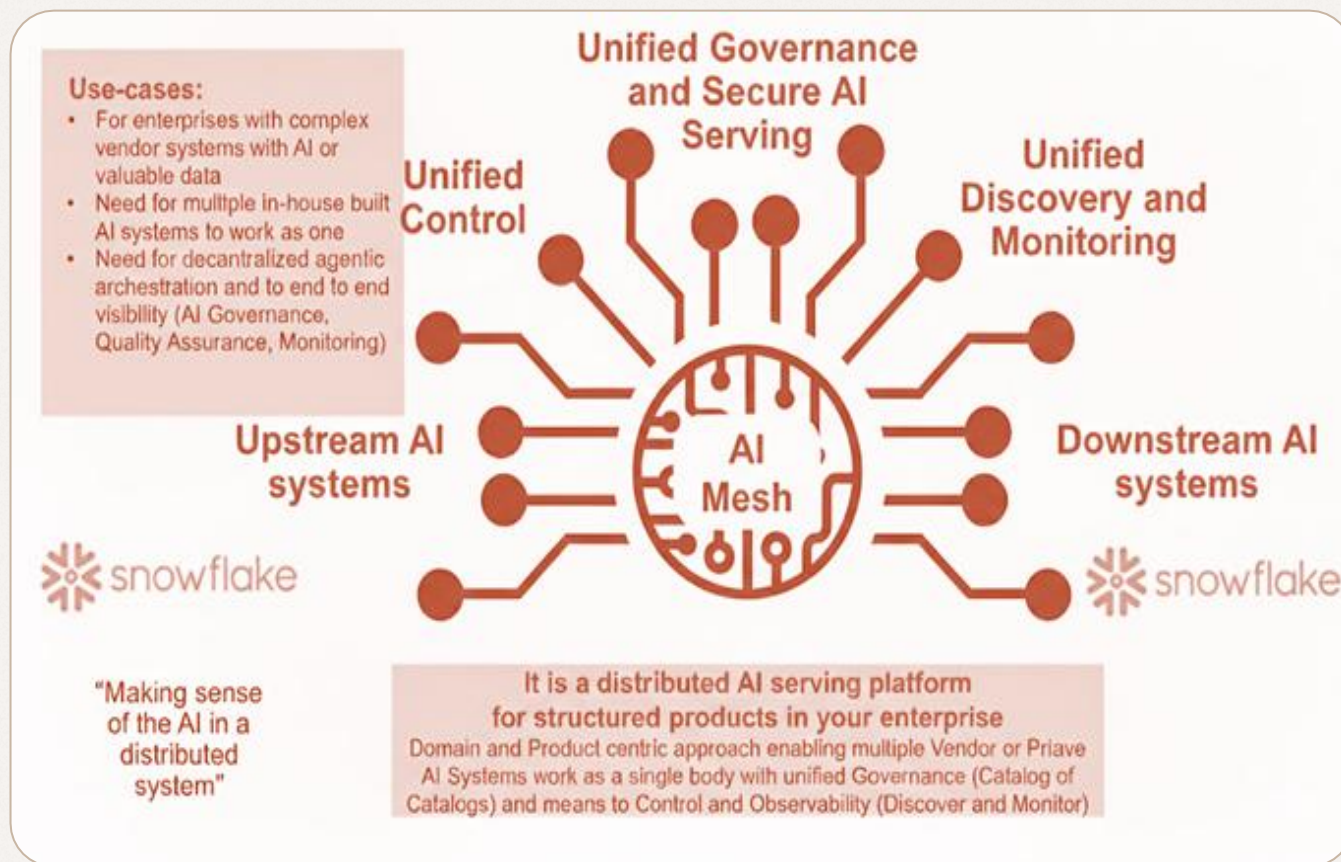 Use-cases:
• For enterprises with complex
vendor systems with AI or
valuable data
• Need for multiple in-house built
AI systems to work as one
• Need for decantralized agentic
archestration and to end to end
visibility (AI Governance,
Quality Assurance, Monitoring)
Unified Governance
and Secure AI
Serving
Unified
Control
Unified
Discovery and
Monitoring
Upstream AI
systems
AI
Mesh
Downstream AI
systems
snowflake
snowflake
“Making sense
of the AI in a
distributed
system”
It is a distributed AI serving platform
for structured products in your enterprise
Domain and Product centric approach enabling multiple Vendor or Priave
AI Systems work as a single body with unified Governance (Catalog of
Catalogs) and means to Control and Observability (Discover and Monitor)